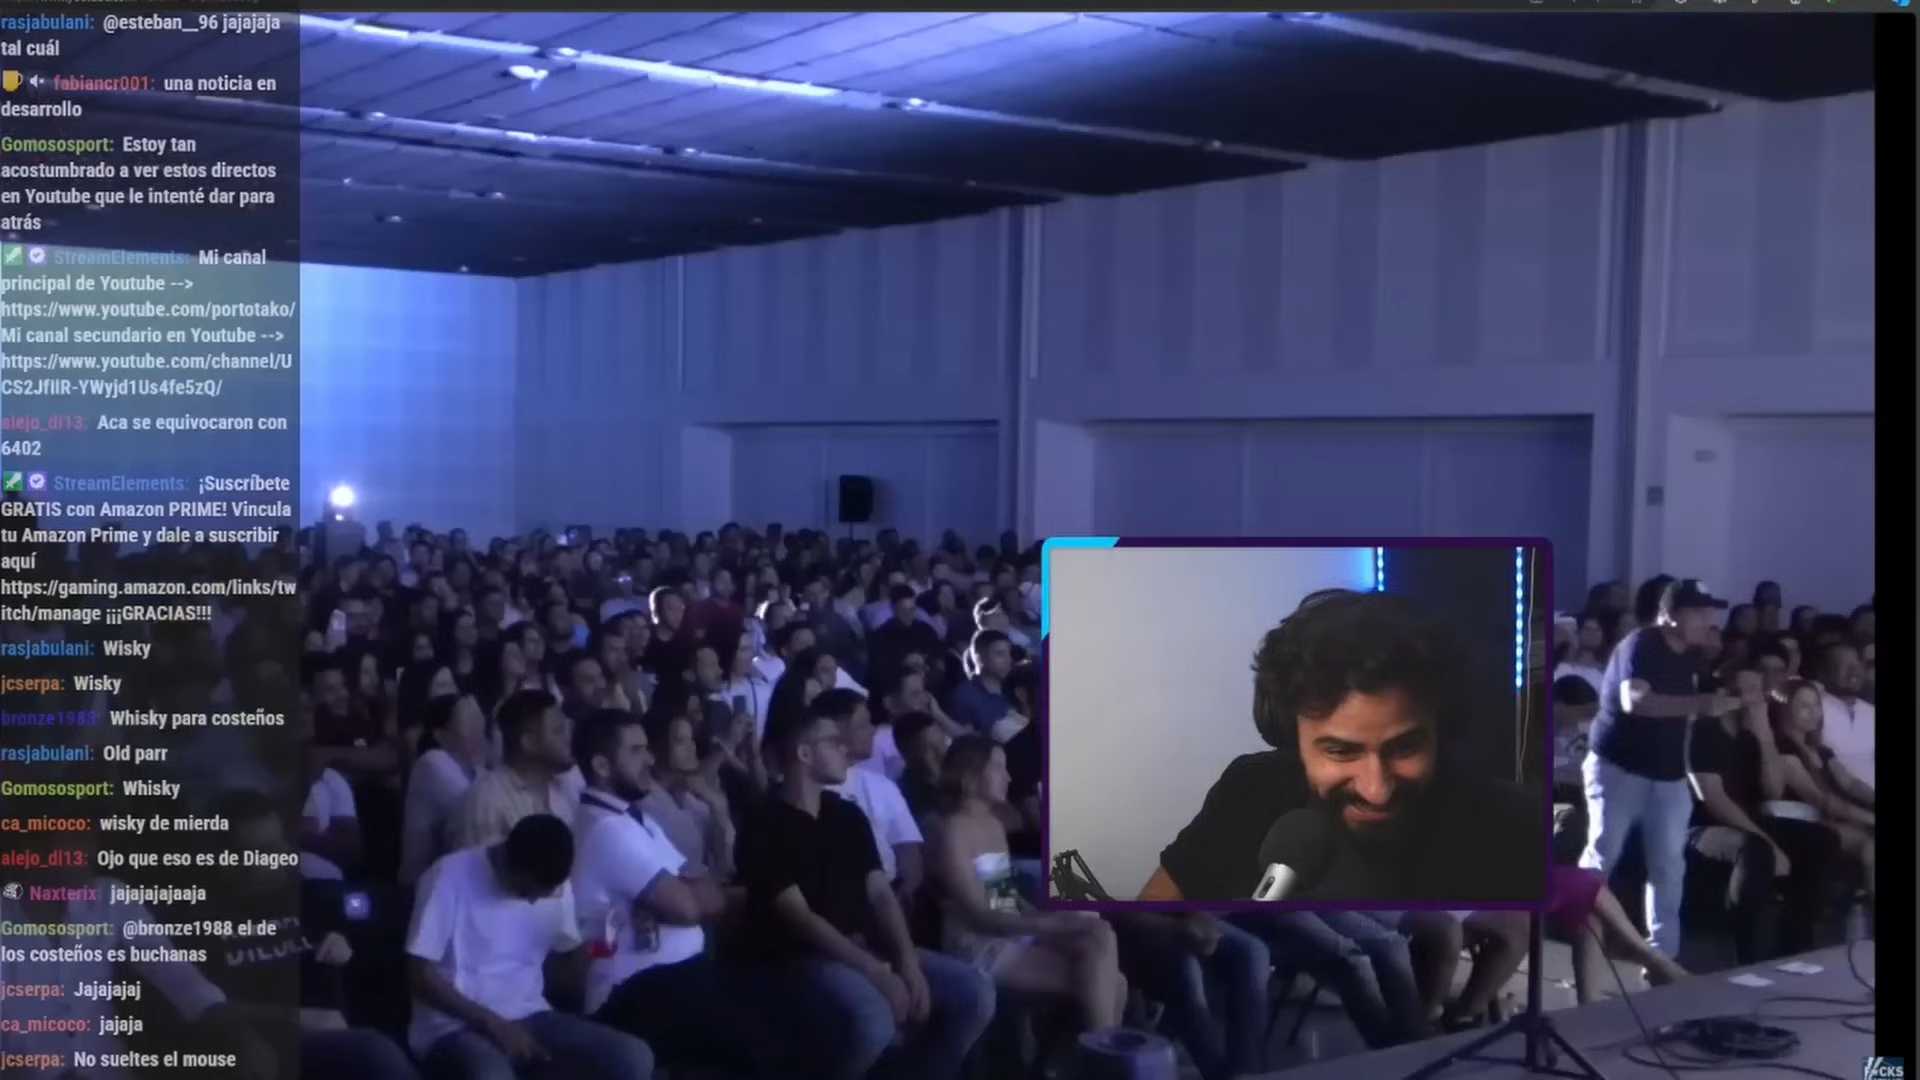 rasjabulani: @esteban__96 jajajaja
tal cuál
fabiancr001: una noticia en
desarrollo
Gomososport: Estoy tan
acostumbrado a ver estos directos
en Youtube que le intenté dar para
atrás
StreamElements: Mi canal
principal de Youtube -->
https://www.youtube.com/portotako/
Mi canal secundario en Youtube -->
https://www.youtube.com/channel/U
CS2JfIIR-YWyjd1Us4fe5zQ/
alejo_dl13: Aca se equivocaron con
6402
StreamElements: ¡Suscríbete
GRATIS con Amazon PRIME! Vincula
tu Amazon Prime y dale a suscribir
aquí
https://gaming.amazon.com/links/tw
itch/manage ¡¡¡GRACIAS!!!
rasjabulani: Wisky
jcserpa: Wisky
bronze1988: Whisky para costeños
rasjabulani: Old parr
Gomososport: Whisky
ca_micoco: wisky de mierda
alejo_dl13: Ojo que eso es de Diageo
Naxterix: jajajajajaaja
Gomososport: @bronze1988 el de
los costeños es buchanas
jcserpa: Jajajajaj
ca_micoco: jajaja
jcserpa: No sueltes el mouse